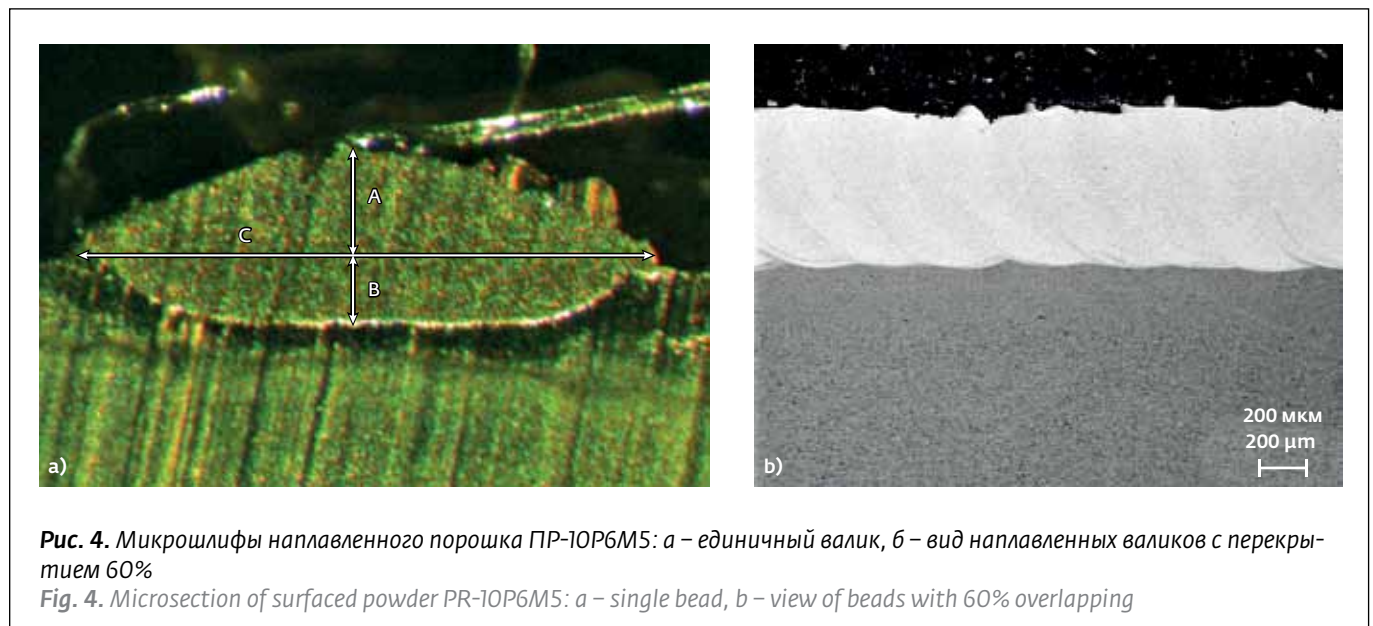 A
C
B
a)
200 мкм
200 µm
b)
Рис. 4. Микрошлифы наплавленного порошка ПР-10Р6М5: а – единичный валик, б – вид наплавленных валиков с перекры-
тием 60%
Fig. 4. Microsection of surfaced powder PR-10P6M5: a – single bead, b – view of beads with 60% overlapping